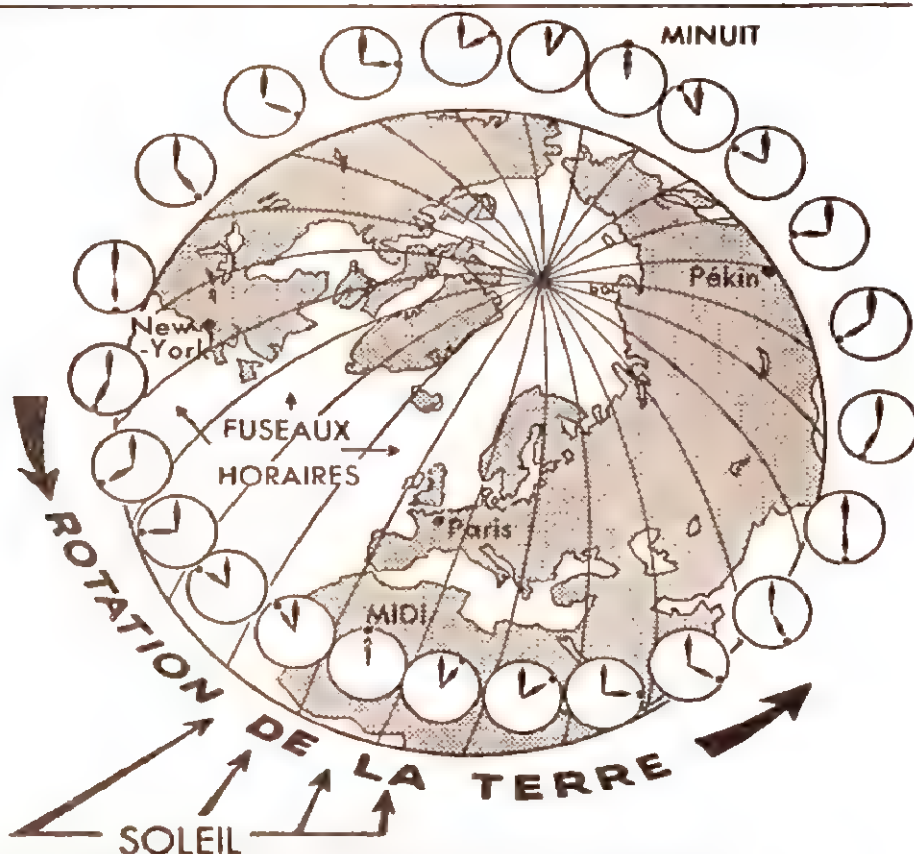 MINUIT
Pékin
New-
-York
FUSEAUX
HORAIRES
Paris
MIDI
ROTATION DE LA TERRE
SOLEIL